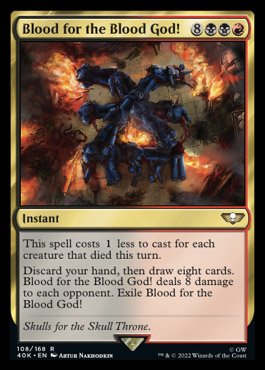 Blood for the Blood God! 8
Instant
This spell costs 1 less to cast for each
creature that died this turn.
Discard your hand, then draw eight cards.
Blood for the Blood God! deals 8 damage
to each opponent. Exile Blood for the
Blood God!
Skulls for the Skull Throne.
108/168 R © GW
40K • EN Artur Nakhodkin ™ & © 2022 Wizards of the Coast